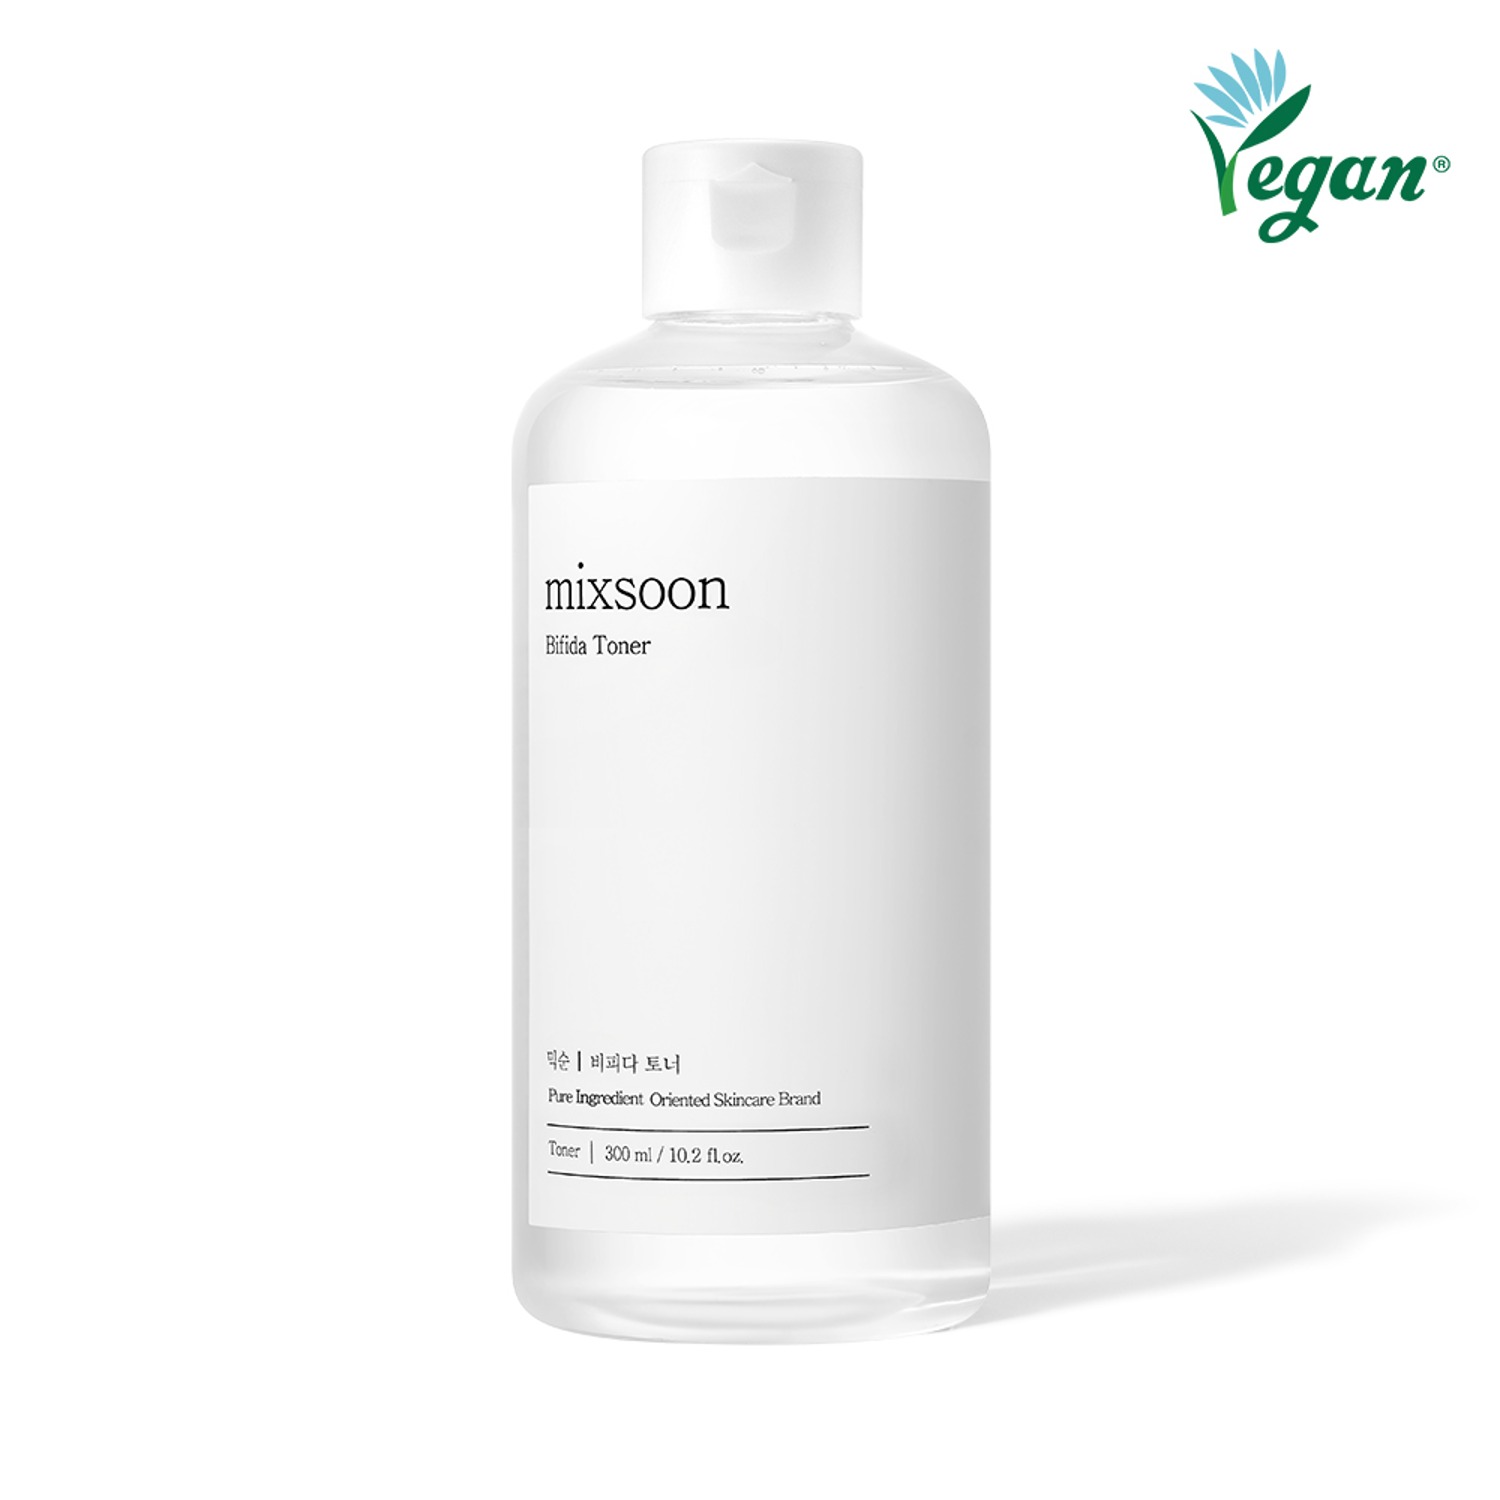 Vegan®
mixsoon
Bifida Toner
믹순 | 비피다 토너
Pure Ingredient Oriented Skincare Brand
Toner | 300 ml / 10.2 fl.oz.